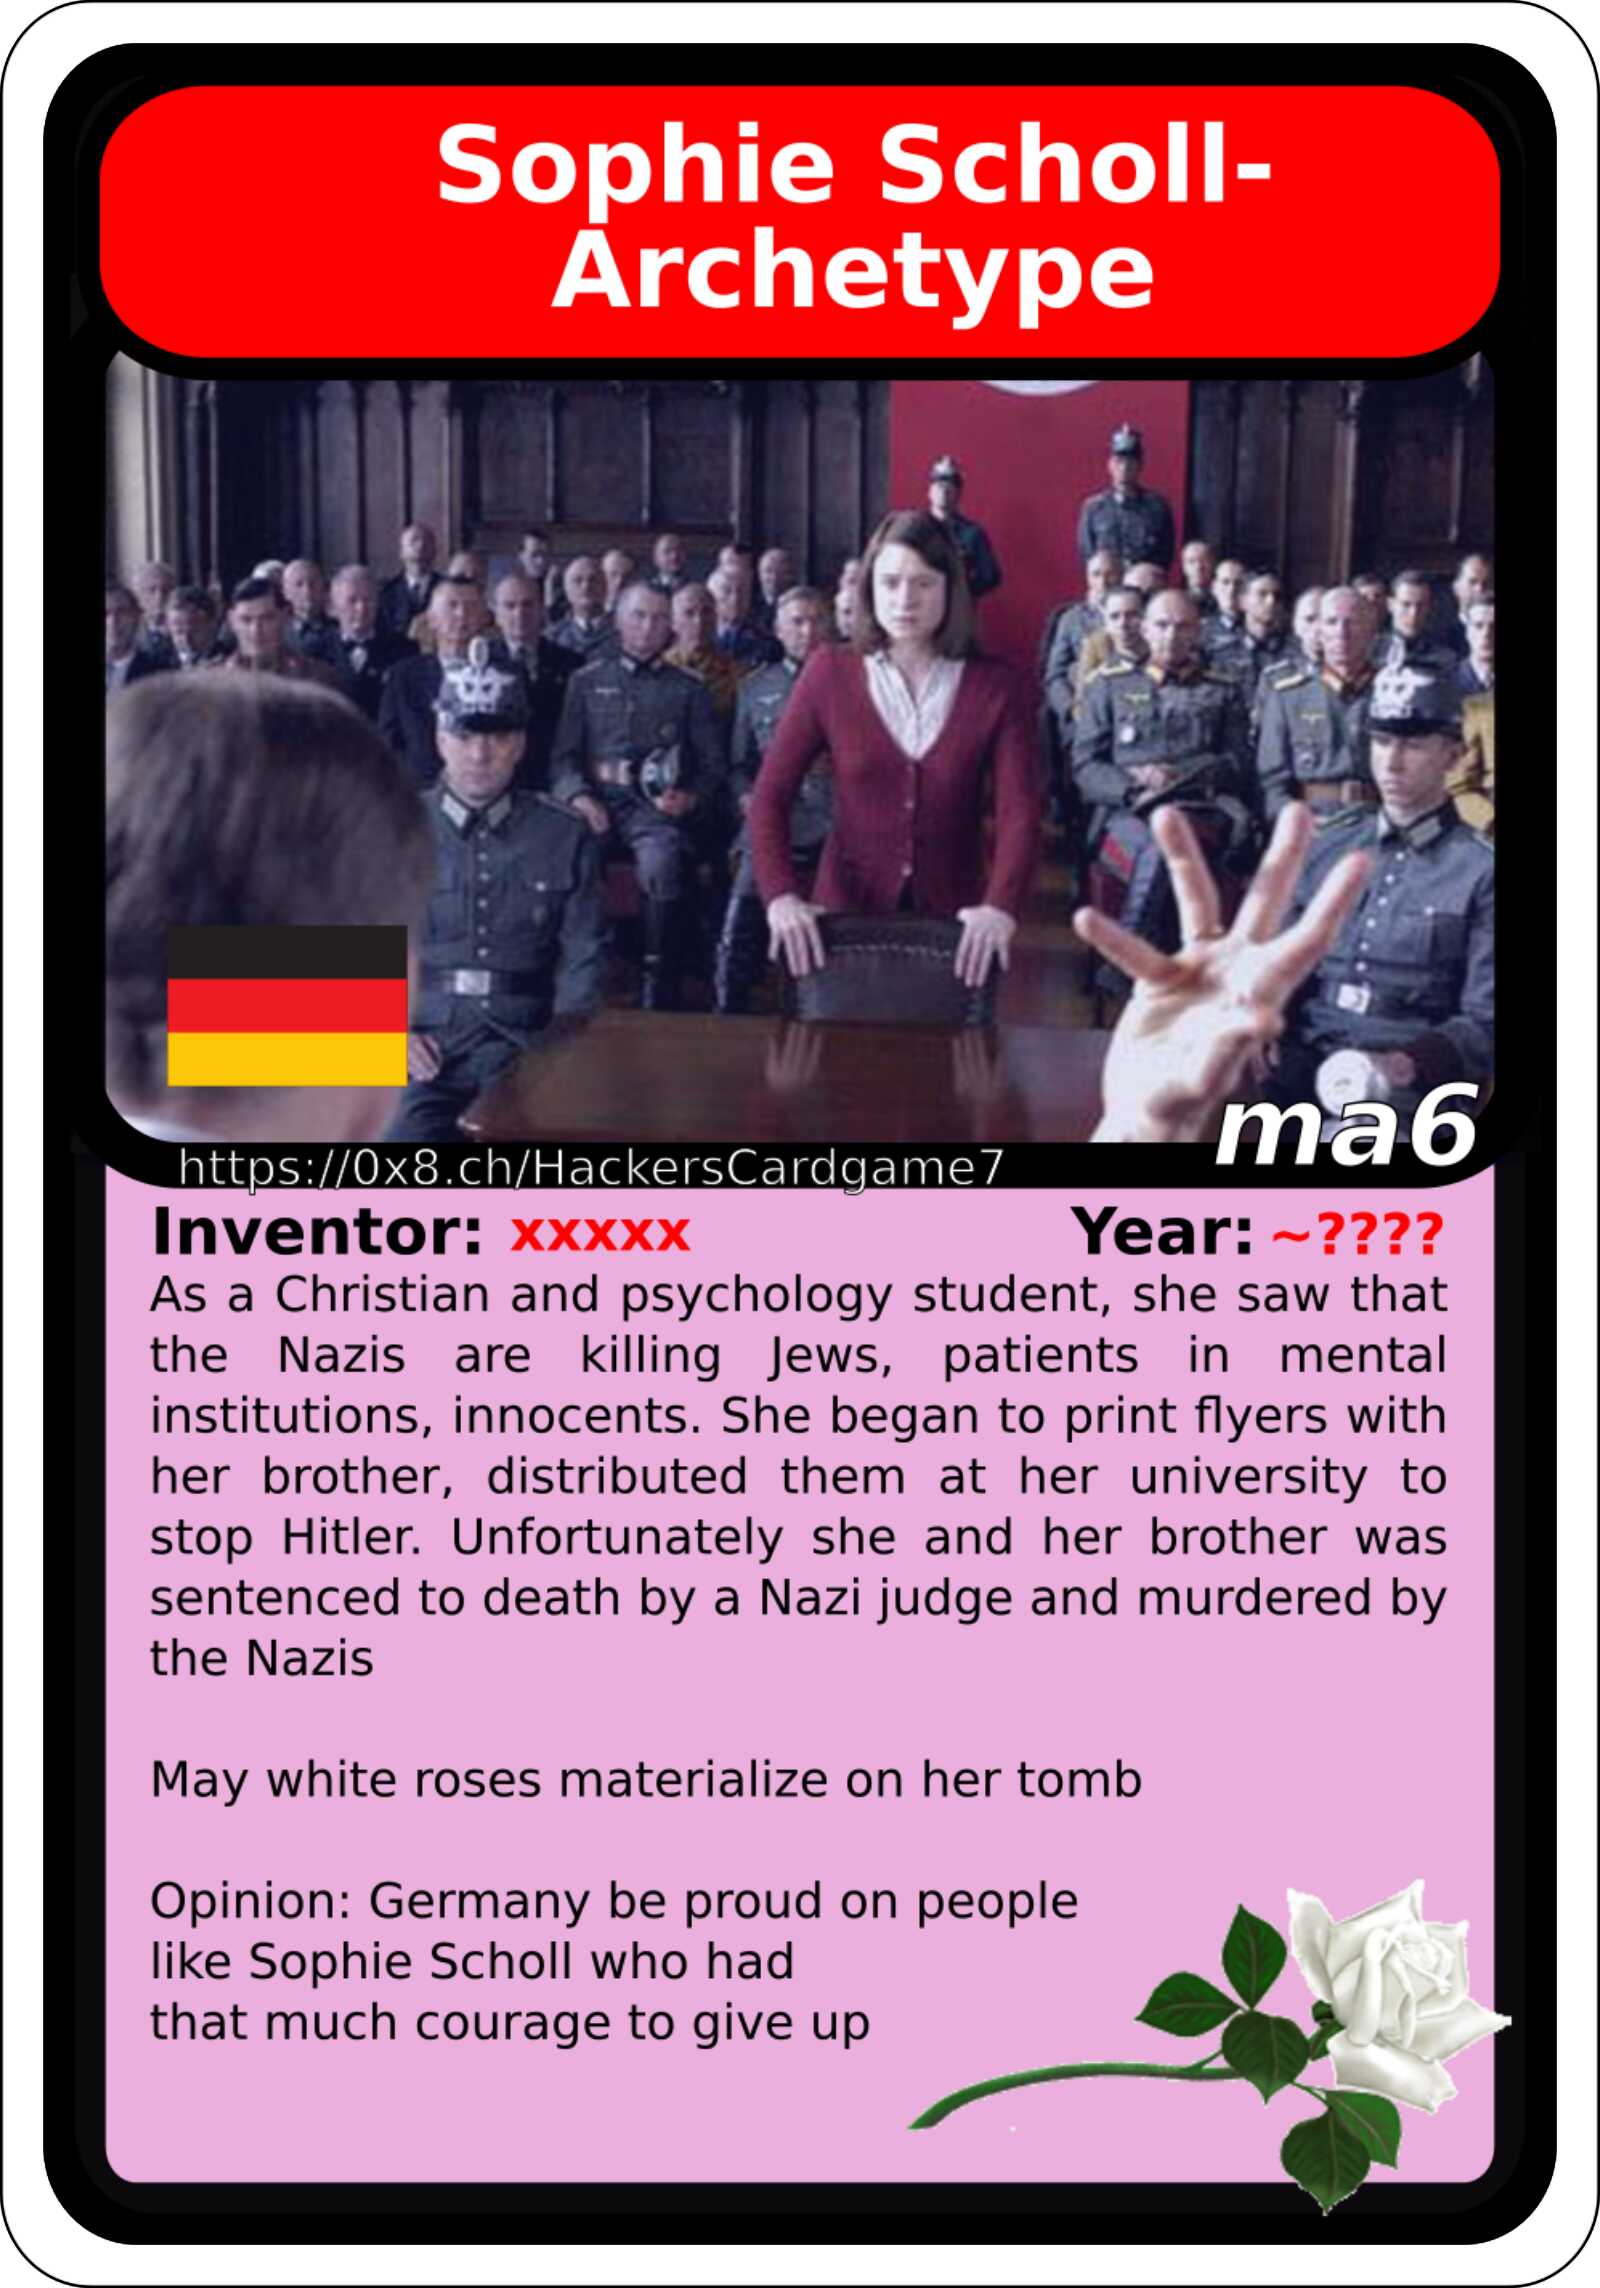 Sophie Scholl-
Archetype
ma6
https://0x8.ch/HackersCardgame7
Inventor: xxxxx Year: ~????
As a Christian and psychology student, she saw that
the Nazis are killing Jews, patients in mental
institutions, innocents. She began to print flyers with
her brother, distributed them at her university to
stop Hitler. Unfortunately she and her brother was
sentenced to death by a Nazi judge and murdered by
the Nazis
May white roses materialize on her tomb
Opinion: Germany be proud on people
like Sophie Scholl who had
that much courage to give up